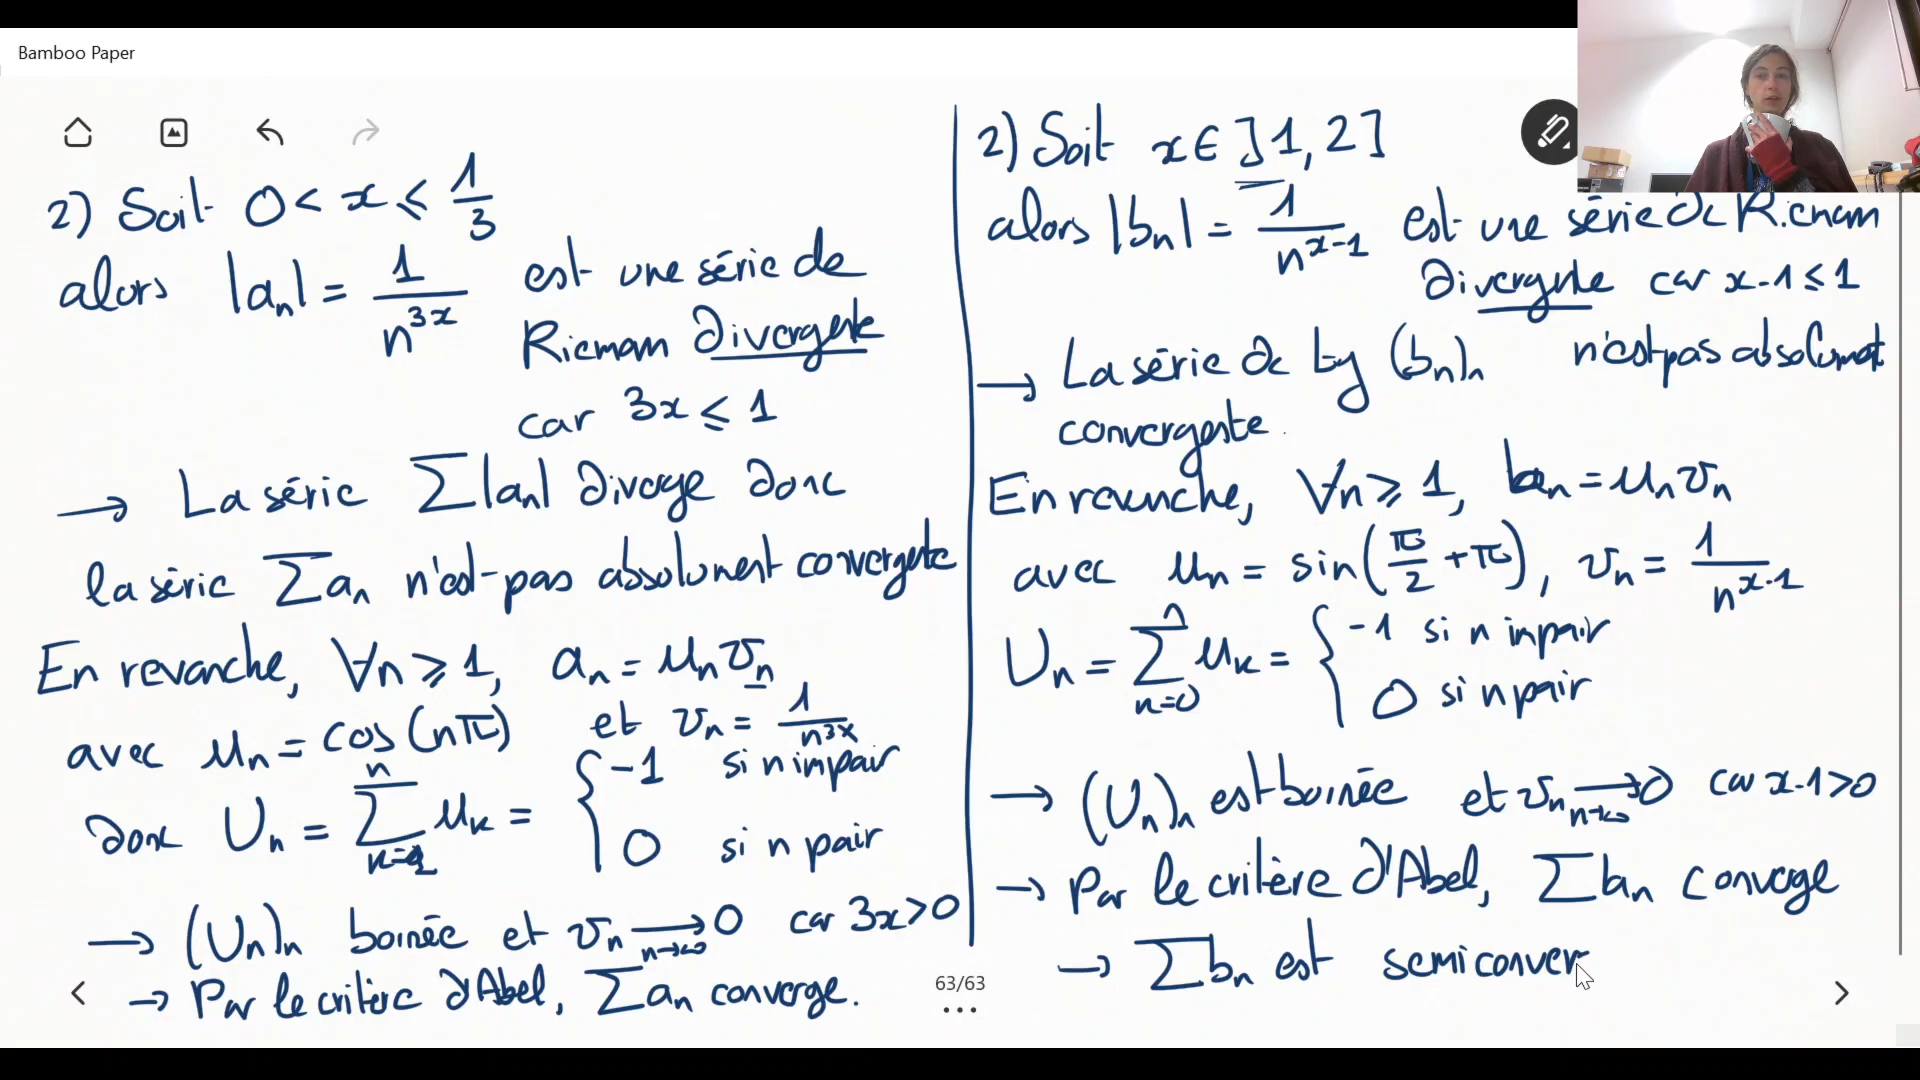 Bamboo Paper
2) Soit 0 < x ≤ 1/3
alors |aₙ| = 1/n^{3x} est une série de
Riemann divergente
car 3x ≤ 1
→ La série Σ|aₙ| diverge donc
la série Σaₙ n'est pas absolument convergente
En revanche, ∀n ≥ 1, aₙ = uₙvₙ
avec uₙ = cos(nπ) et vₙ = 1/n^{3x}
donc Uₙ = Σⁿ uₖ = { -1 si n impair
0 si n pair
→ (Uₙ)ₙ bornée et vₙ → 0 n→∞ car 3x > 0
→ Par le critère d'Abel, Σaₙ converge.
2) Soit x ∈ ]1, 2]
alors |bₙ| = 1/n^{x-1} est une série de Riemann
divergente car x-1 ≤ 1
→ La série de tg (bₙ)ₙ n'est pas absolument
convergente.
En revanche, ∀n ≥ 1, bₙ = uₙvₙ
avec uₙ = sin(π/2 + π), vₙ = 1/n^{x-1}
Uₙ = Σⁿ_{n=0} uₖ = { -1 si n inpair
0 si n pair
→ (Uₙ)ₙ est bornée et vₙ → 0 n→∞ car x-1 > 0
→ Par le critère d'Abel, Σbₙ converge
→ Σbₙ est semiconver
63/63